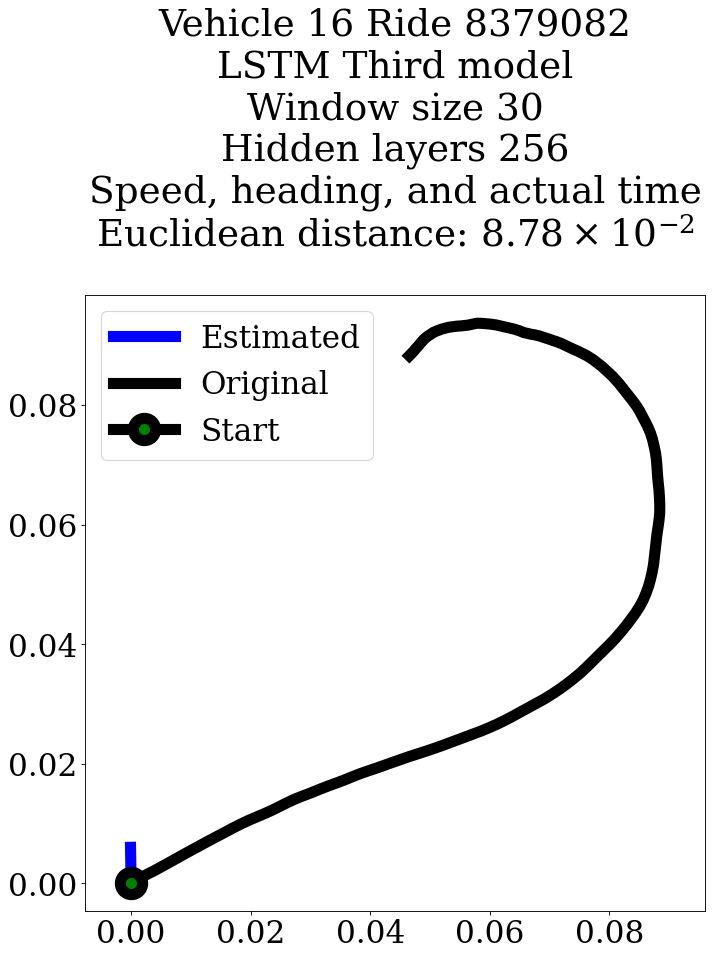 Vehicle 16 Ride 8379082
LSTM Third model
Window size 30
Hidden layers 256
Speed, heading, and actual time
Euclidean distance: 8.78 × 10⁻²
Estimated
Original
Start
0.08
0.06
0.04
0.02
0.00
0.00 0.02 0.04 0.06 0.08